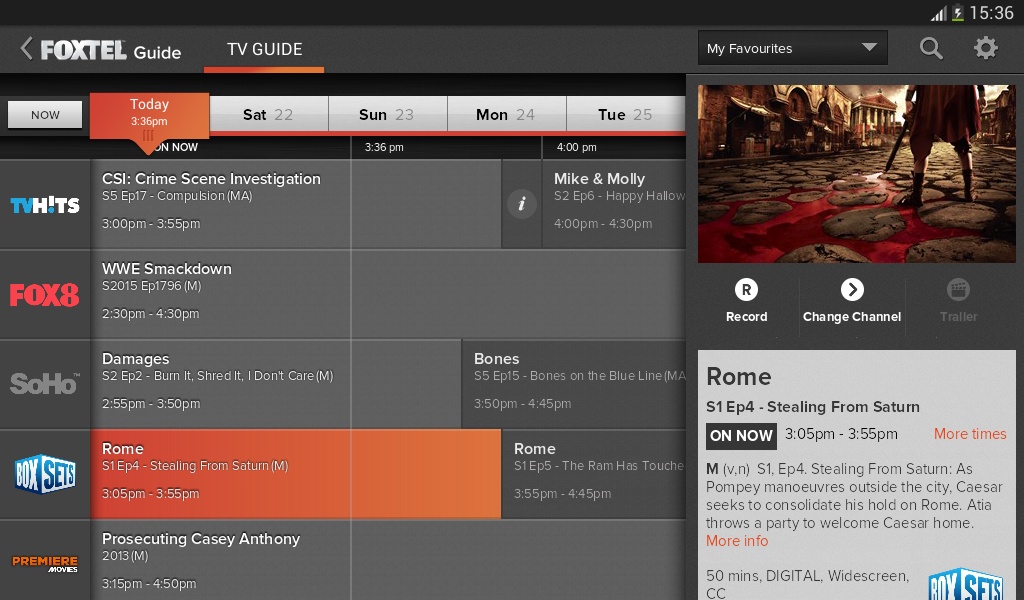 15:36
FOXTEL Guide
TV GUIDE
My Favourites
NOW
Today
3:36pm
Sat 22
Sun 23
Mon 24
Tue 25
ON NOW
3:36 pm
4:00 pm
TVH!TS
CSI: Crime Scene Investigation
S5 Ep17 - Compulsion (MA)
3:00pm - 3:55pm
i
Mike & Molly
S2 Ep6 - Happy Hallow
4:00pm - 4:30pm
FOX8
WWE Smackdown
S2015 Ep1796 (M)
2:30pm - 4:30pm
SoHo™
Damages
S2 Ep2 - Burn It, Shred It, I Don't Care (M)
2:55pm - 3:50pm
Bones
S5 Ep15 - Bones on the Blue Line (MA
3:50pm - 4:45pm
BOX SETS
Rome
S1 Ep4 - Stealing From Saturn (M)
3:05pm - 3:55pm
Rome
S1 Ep5 - The Ram Has Touche
3:55pm - 4:45pm
PREMIERE
MOVIES
Prosecuting Casey Anthony
2013 (M)
3:15pm - 4:50pm
R
Record
Change Channel
Trailer
Rome
S1 Ep4 - Stealing From Saturn
ON NOW 3:05pm - 3:55pm More times
M (v,n) S1, Ep4. Stealing From Saturn: As
Pompey manoeuvres outside the city, Caesar
seeks to consolidate his hold on Rome. Atia
throws a party to welcome Caesar home.
More info
50 mins, DIGITAL, Widescreen,
CC
BOX SETS